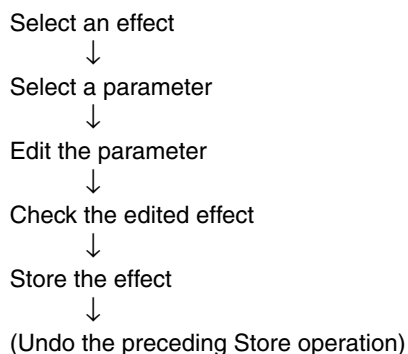 Select an effect
↓
Select a parameter
↓
Edit the parameter
↓
Check the edited effect
↓
Store the effect
↓
(Undo the preceding Store operation)